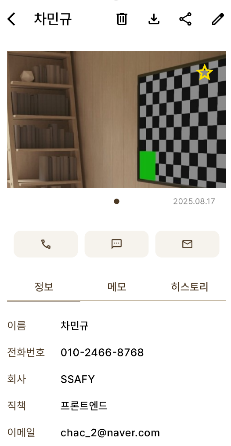 차민규
2025.08.17
정보 메모 히스토리
이름 차민규
전화번호 010-2466-8768
회사 SSAFY
직책 프론트엔드
이메일 chac_2@naver.com